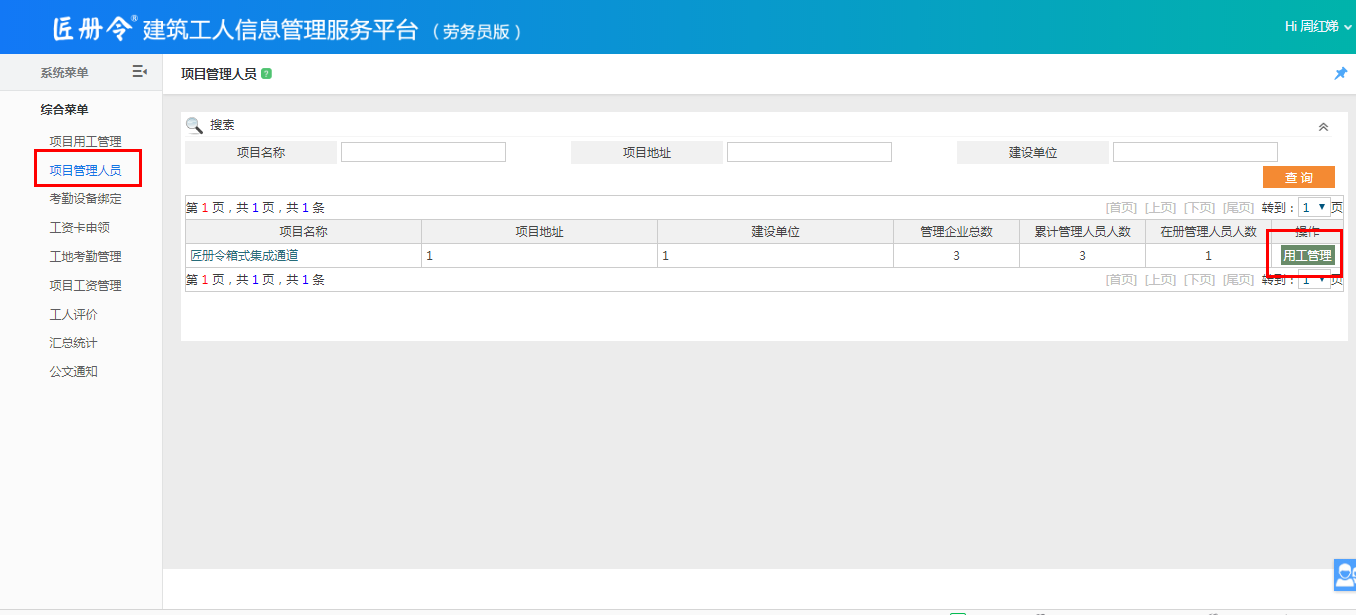 匠册令® 建筑工人信息管理服务平台 （劳务员版）
Hi 周红娣
系统菜单
综合菜单
项目用工管理
项目管理人员
考勤设备绑定
工资卡申领
工地考勤管理
项目工资管理
工人评价
汇总统计
公文通知
项目管理人员 ?
搜索
项目名称 项目地址 建设单位
查 询
第 1 页，共 1 页，共 1 条 [首页] [上页] [下页] [尾页] 转到： 1 页
项目名称 项目地址 建设单位 管理企业总数 累计管理人员人数 在册管理人员人数 操作
匠册令箱式集成通道 1 1 3 3 1 用工管理
第 1 页，共 1 页，共 1 条 [首页] [上页] [下页] [尾页] 转到： 1 页